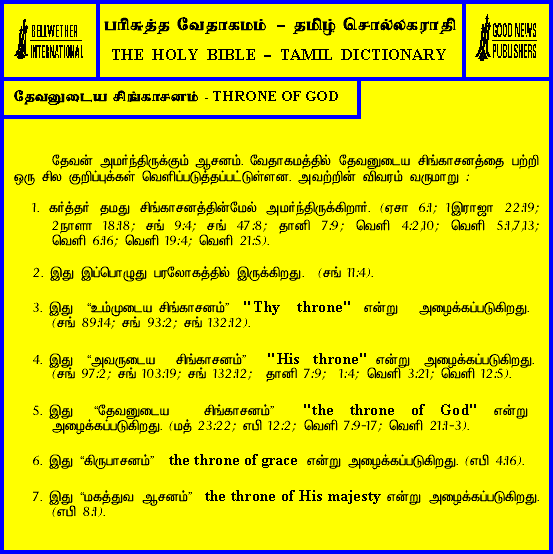 BELLWETHER
INTERNATIONAL
பரிசுத்த வேதாகமம் – தமிழ் சொல்லகராதி
THE HOLY BIBLE – TAMIL DICTIONARY
GOOD NEWS
PUBLISHERS
தேவனுடைய சிங்காசனம் - THRONE OF GOD
தேவன் அமர்ந்திருக்கும் ஆசனம். வேதாகமத்தில் தேவனுடைய சிங்காசனத்தை பற்றி
ஒரு சில குறிப்புக்கள் வெளிப்படுத்தப்பட்டுள்ளன. அவற்றின் விவரம் வருமாறு :
1. கர்த்தர் தமது சிங்காசனத்தின்மேல் அமர்ந்திருக்கிறார். (ஏசா 6:1; 1இராஜா 22:19;
2நாளா 18:18; சங் 9:4; சங் 47:8; தானி 7:9; வெளி 4:2,10; வெளி 5:1,7,13;
வெளி 6:16; வெளி 19:4; வெளி 21:5).
2. இது இப்பொழுது பரலோகத்தில் இருக்கிறது. (சங் 11:4).
3. இது “உம்முடைய சிங்காசனம்” "Thy throne" என்று அழைக்கப்படுகிறது.
(சங் 89:14; சங் 93:2; சங் 132:12).
4. இது “அவருடைய சிங்காசனம்” "His throne" என்று அழைக்கப்படுகிறது.
(சங் 97:2; சங் 103:19; சங் 132:12; தானி 7:9; 1:4; வெளி 3:21; வெளி 12:5).
5. இது “தேவனுடைய சிங்காசனம்” "the throne of God" என்று
அழைக்கப்படுகிறது. (மத் 23:22; எபி 12:2; வெளி 7:9-17; வெளி 21:1-3).
6. இது “கிருபாசனம்” the throne of grace என்று அழைக்கப்படுகிறது. (எபி 4:16).
7. இது “மகத்துவ ஆசனம்” the throne of His majesty என்று அழைக்கப்படுகிறது.
(எபி 8:1).